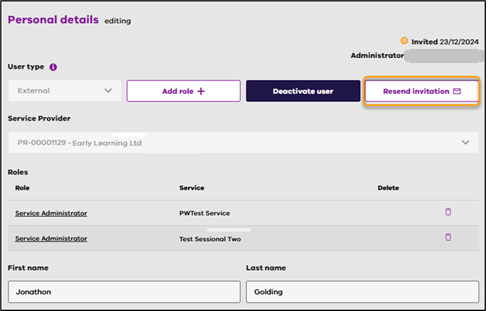 Personal details editing
Invited 23/12/2024
Administrator
User type
External
Add role
Deactivate user
Resend invitation
Service Provider
PR-00001129 - Early Learning Ltd
Roles
Role Service Delete
Service Administrator PWTest Service
Service Administrator Test Sessional Two
First name Last name
Jonathon Golding